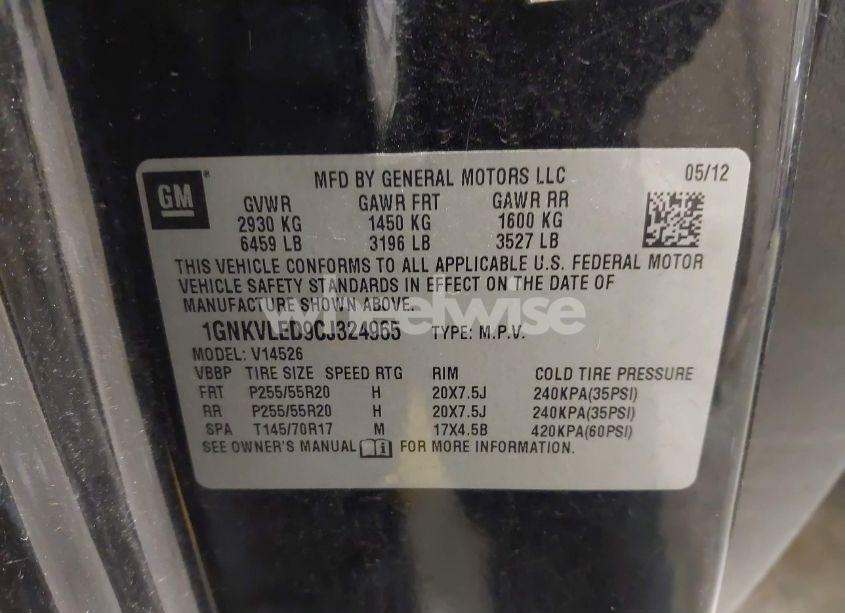 GM
MFD BY GENERAL MOTORS LLC 05/12
GVWR GAWR FRT GAWR RR
2930 KG 1450 KG 1600 KG
6459 LB 3196 LB 3527 LB
THIS VEHICLE CONFORMS TO ALL APPLICABLE U.S. FEDERAL MOTOR
VEHICLE SAFETY STANDARDS IN EFFECT ON THE DATE OF
MANUFACTURE SHOWN ABOVE.
wheelwise
1GNKVLED9CJ324965 TYPE: M.P.V.
MODEL: V14526
VBBP TIRE SIZE SPEED RTG RIM COLD TIRE PRESSURE
FRT P255/55R20 H 20X7.5J 240KPA(35PSI)
RR P255/55R20 H 20X7.5J 240KPA(35PSI)
SPA T145/70R17 M 17X4.5B 420KPA(60PSI)
SEE OWNER'S MANUAL FOR MORE INFORMATION.